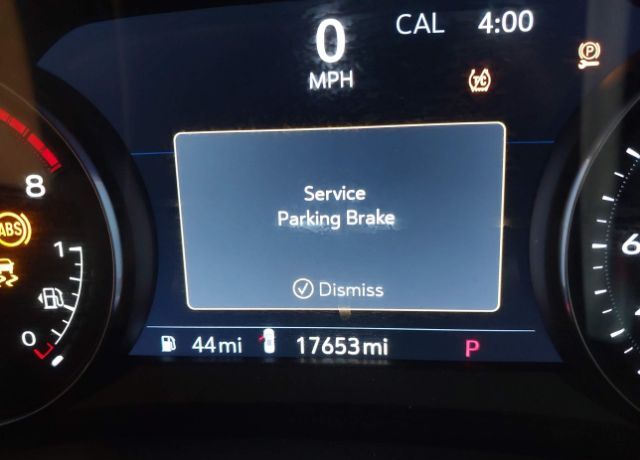 0
MPH
CAL
4:00
T/C
P
8
ABS
1
0
Service
Parking Brake
Dismiss
44mi
17653mi
P
6